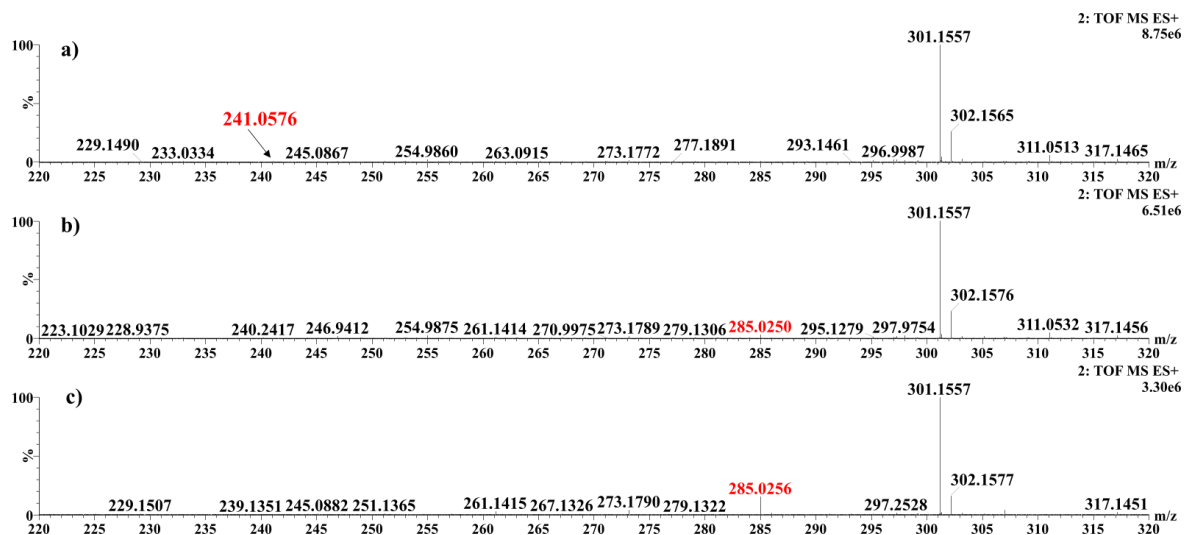 2: TOF MS ES+
8.75e6
a)
100
%
0
301.1557
302.1565
241.0576
229.1490 233.0334 245.0867 254.9860 263.0915 273.1772 277.1891 293.1461 296.9987 311.0513 317.1465
m/z
220 225 230 235 240 245 250 255 260 265 270 275 280 285 290 295 300 305 310 315 320
2: TOF MS ES+
6.51e6
b)
100
%
0
301.1557
302.1576
223.1029 228.9375 240.2417 246.9412 254.9875 261.1414 270.9975 273.1789 279.1306 285.0250 295.1279 297.9754 311.0532 317.1456
m/z
220 225 230 235 240 245 250 255 260 265 270 275 280 285 290 295 300 305 310 315 320
2: TOF MS ES+
3.30e6
c)
100
%
0
301.1557
302.1577
285.0256
229.1507 239.1351 245.0882 251.1365 261.1415 267.1326 273.1790 279.1322 297.2528 317.1451
m/z
220 225 230 235 240 245 250 255 260 265 270 275 280 285 290 295 300 305 310 315 320